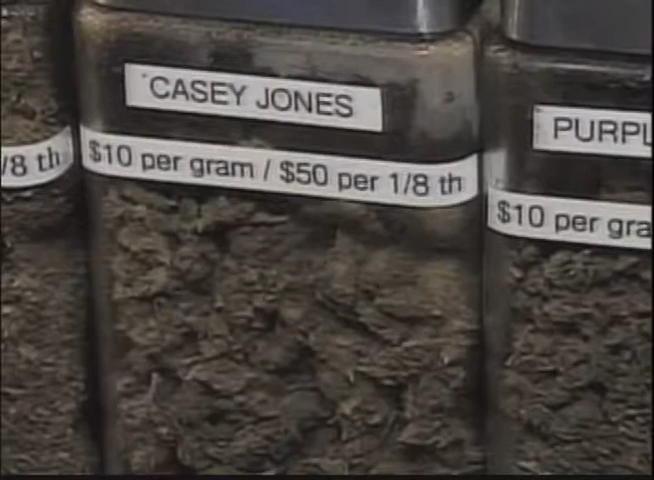 CASEY JONES
PURPL
/8 th
$10 per gram / $50 per 1/8 th
$10 per gra